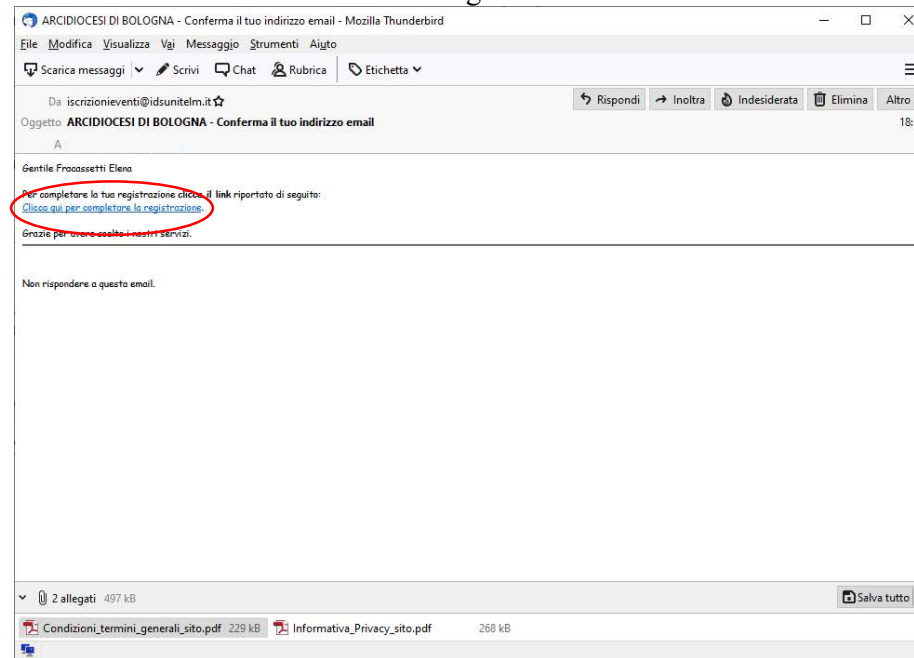 ARCIDIOCESI DI BOLOGNA - Conferma il tuo indirizzo email - Mozilla Thunderbird
File Modifica Visualizza Vai Messaggio Strumenti Aiuto
Scarica messaggi Scrivi Chat Rubrica Etichetta
Da iscrizionieventi@idsunitelm.it Rispondi Inoltra Indesiderata Elimina Altro
Oggetto ARCIDIOCESI DI BOLOGNA - Conferma il tuo indirizzo email 18:
A
Gentile Fracassetti Elena
Per completare la tua registrazione clicca il link riportato di seguito:
Clicca qui per completare la registrazione.
Grazie per avere scelto i nostri servizi.
Non rispondere a questa email.
2 allegati 497 kB Salva tutto
Condizioni_termini_generali_sito.pdf 229 kB Informativa_Privacy_sito.pdf 268 kB